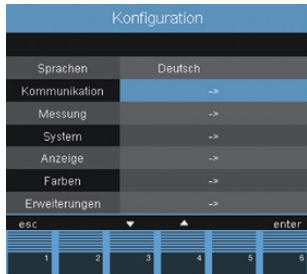 Konfiguration
Sprachen Deutsch
Kommunikation ->
Messung ->
System ->
Anzeige ->
Farben ->
Erweiterungen ->
esc ▼ ▲ enter
1 2 3 4 5 6